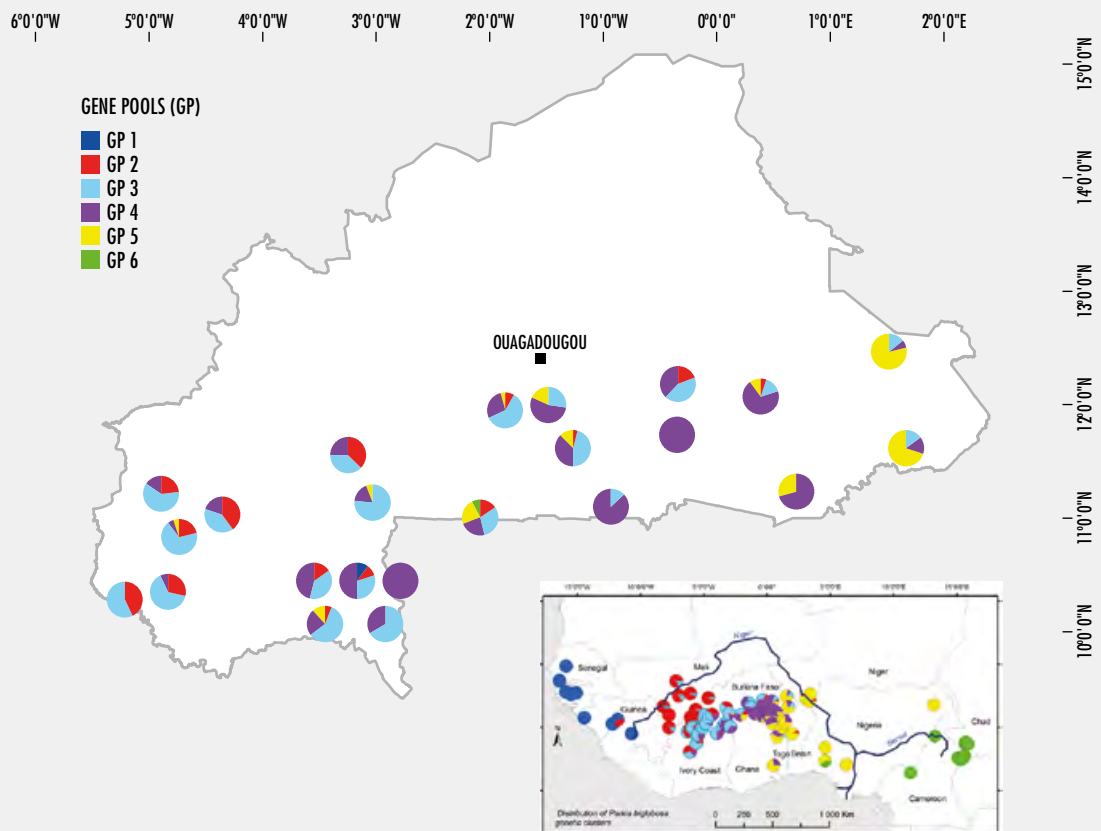 6°0'0"W 5°0'0"W 4°0'0"W 3°0'0"W 2°0'0"W 1°0'0"W 0°0'0" 1°0'0"E 2°0'0"E
15°0'0"N
14°0'0"N
13°0'0"N
12°0'0"N
11°0'0"N
10°0'0"N
GENE POOLS (GP)
GP 1
GP 2
GP 3
GP 4
GP 5
GP 6
OUAGADOUGOU
Senegal
Mali
Niger
Niger
Burkina Faso
Guinea
Nigeria
Chad
Benue
Togo Benin
Ivory Coast
Ghana
Cameroon
Distribution of Parkia biglobosa
genetic clusters
0 250 500 1 000 Km